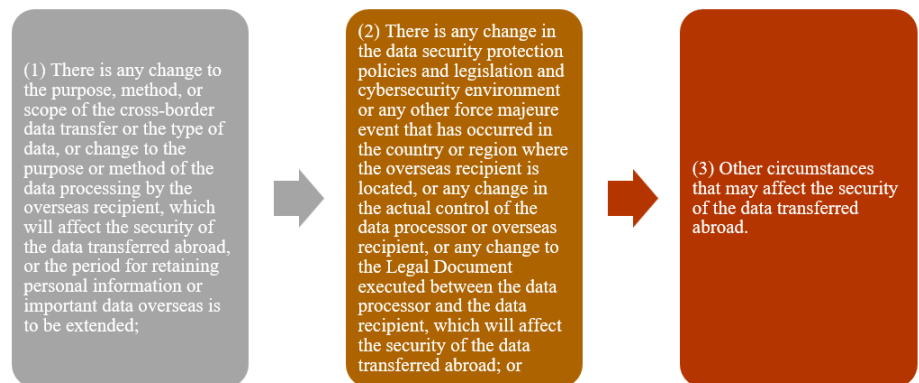 (1) There is any change to
the purpose, method, or
scope of the cross-border
data transfer or the type of
data, or change to the
purpose or method of the
data processing by the
overseas recipient, which
will affect the security of
the data transferred abroad,
or the period for retaining
personal information or
important data overseas is
to be extended;
(2) There is any change in
the data security protection
policies and legislation and
cybersecurity environment
or any other force majeure
event that has occurred in
the country or region where
the overseas recipient is
located, or any change in
the actual control of the
data processor or overseas
recipient, or any change to
the Legal Document
executed between the data
processor and the data
recipient, which will affect
the security of the data
transferred abroad; or
(3) Other circumstances
that may affect the security
of the data transferred
abroad.